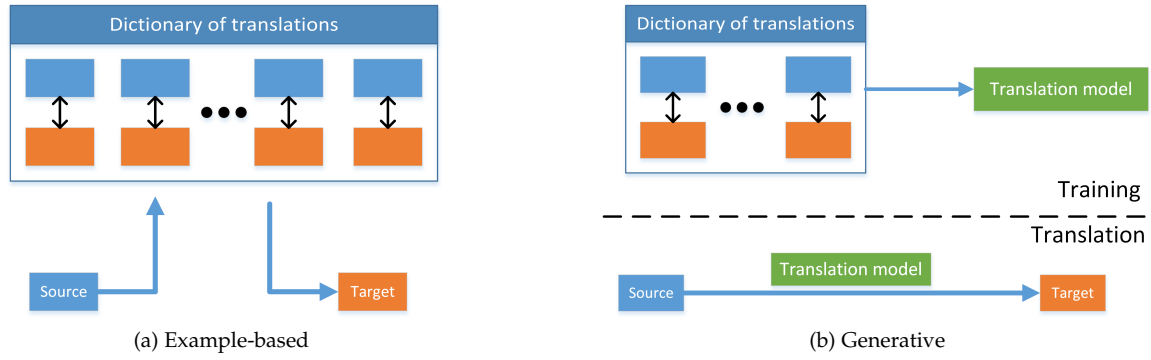 Dictionary of translations
Source
Target
(a) Example-based
Dictionary of translations
Translation model
Training
Translation
Translation model
Source
Target
(b) Generative